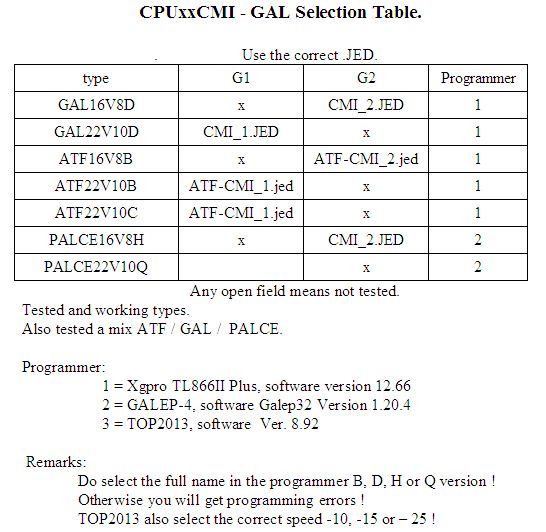 CPUxxCMI - GAL Selection Table.
. Use the correct .JED.
type G1 G2 Programmer
GAL16V8D x CMI_2.JED 1
GAL22V10D CMI_1.JED x 1
ATF16V8B x ATF-CMI_2.jed 1
ATF22V10B ATF-CMI_1.jed x 1
ATF22V10C ATF-CMI_1.jed x 1
PALCE16V8H x CMI_2.JED 2
PALCE22V10Q x 2
Any open field means not tested.
Tested and working types.
Also tested a mix ATF / GAL / PALCE.
Programmer:
1 = Xgpro TL866II Plus, software version 12.66
2 = GALEP-4, software Galep32 Version 1.20.4
3 = TOP2013, software Ver. 8.92
Remarks:
Do select the full name in the programmer B, D, H or Q version !
Otherwise you will get programming errors !
TOP2013 also select the correct speed -10, -15 or – 25 !